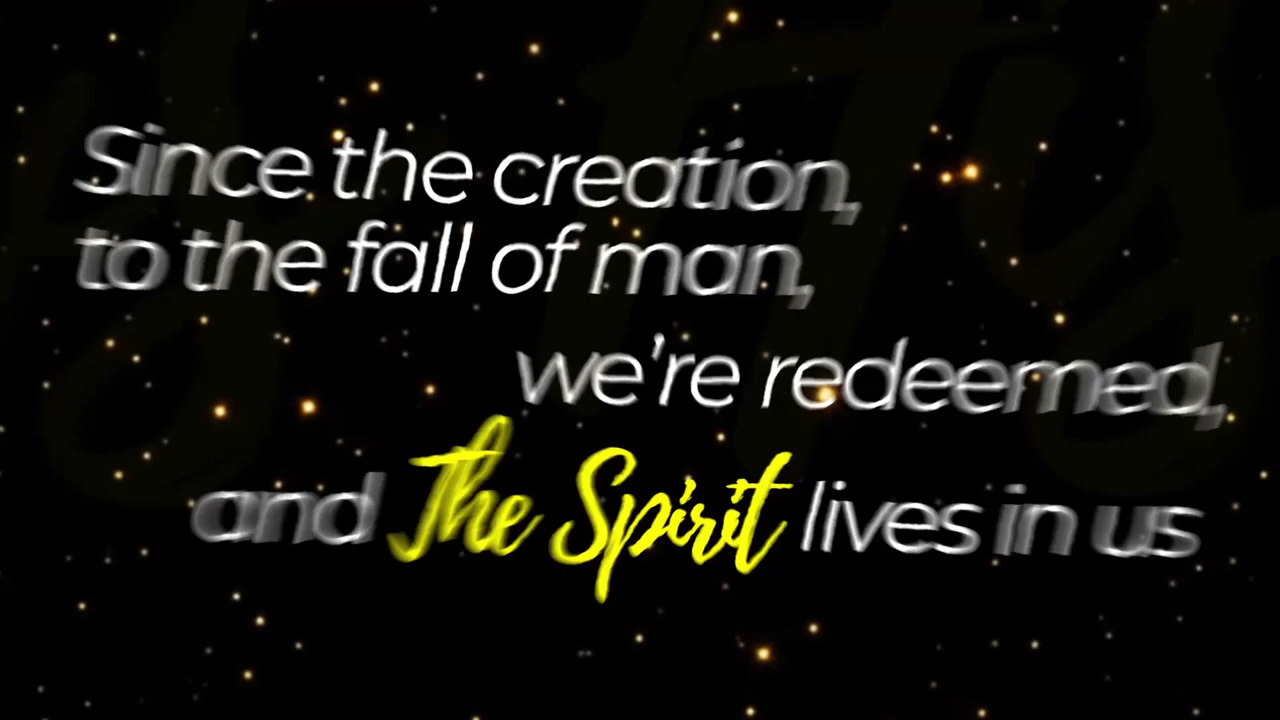 Since the creation,
to the fall of man,
we're redeemed,
and The Spirit lives in us